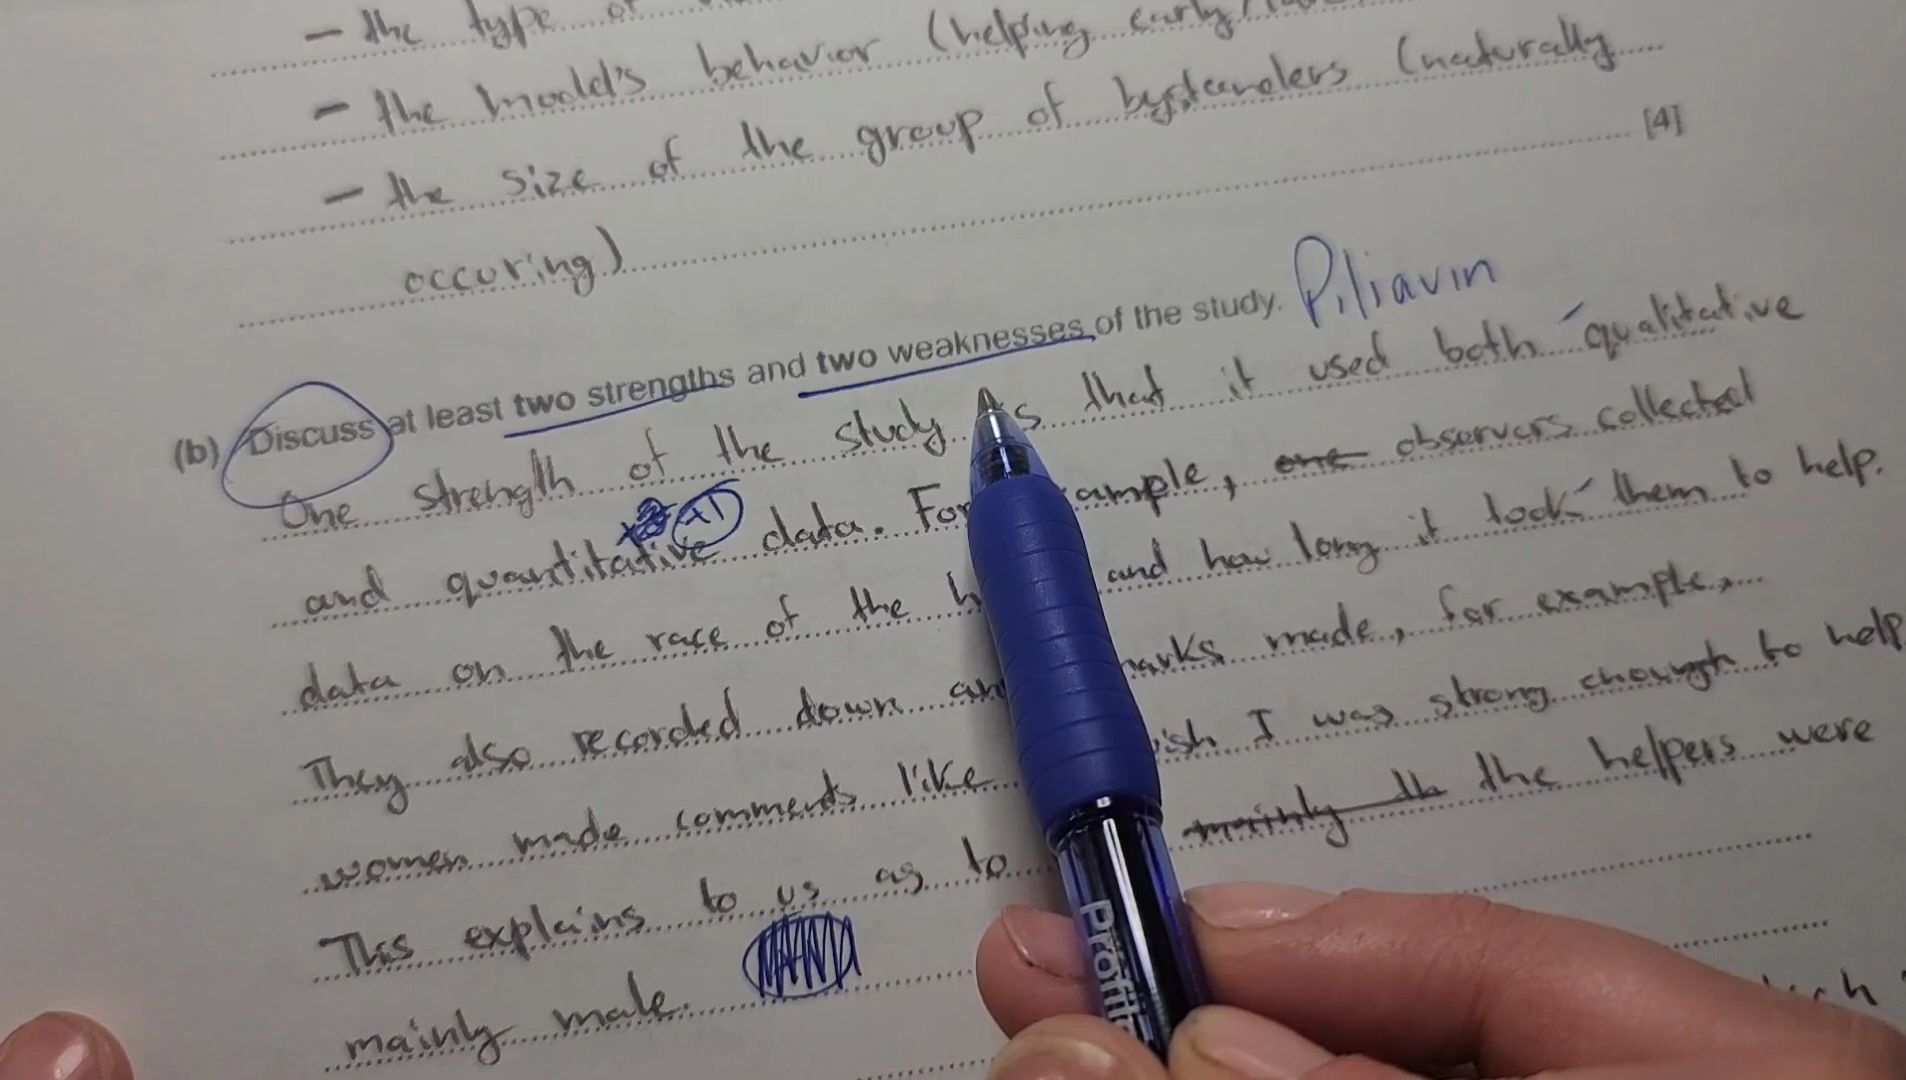 - the type of
- the model's behavior (helping early/
- the size of the group of bystanders (naturally
[4]
occuring)
(b) Discuss at least two strengths and two weaknesses of the study. Piliavin
One strength of the study is that it used both qualitative
and quantitative +1 data. For example, one observers collected
data on the race of the and how long it took them to help.
They also recorded down any made, for example,
women made comments like I was strong enough to help
This explains to us as to mainly th the helpers were
mainly male.